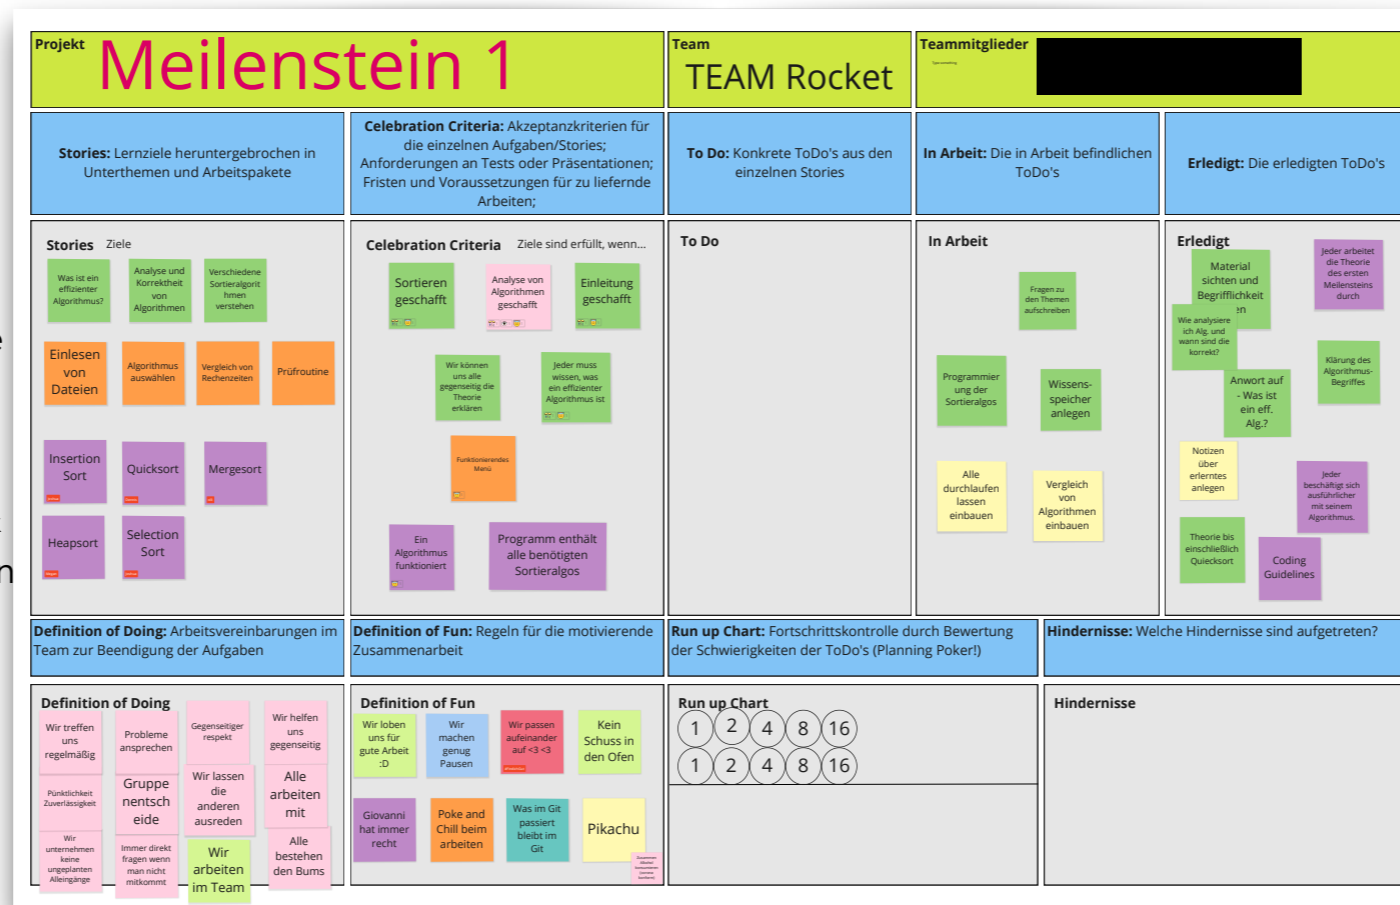 Projekt
Meilenstein 1
Team
TEAM Rocket
Teammitglieder
Type something
Stories: Lernziele heruntergebrochen in
Unterthemen und Arbeitspakete
Celebration Criteria: Akzeptanzkriterien für
die einzelnen Aufgaben/Stories;
Anforderungen an Tests oder Präsentationen;
Fristen und Voraussetzungen für zu liefernde
Arbeiten;
To Do: Konkrete ToDo's aus den
einzelnen Stories
In Arbeit: Die in Arbeit befindlichen
ToDo's
Erledigt: Die erledigten ToDo's
Stories Ziele
Was ist ein
effizienter
Algorithmus?
Analyse und
Korrektheit
von
Algorithmen
Verschiedene
Sortieralgorit
hmen
verstehen
Einlesen
von
Dateien
Algorithmus
auswählen
Vergleich von
Rechenzeiten
Prüfroutine
Insertion
Sort
Quicksort
Mergesort
Heapsort
Selection
Sort
Celebration Criteria Ziele sind erfüllt, wenn...
Sortieren
geschafft
Analyse von
Algorithmen
geschafft
Einleitung
geschafft
Wir können
uns alle
gegenseitig die
Theorie
erklären
Jeder muss
wissen, was
ein effizienter
Algorithmus ist
Funktionierendes
Menü
Ein
Algorithmus
funktioniert
Programm enthält
alle benötigten
Sortieralgos
To Do
In Arbeit
Fragen zu
den Themen
aufschreiben
Programmier
ung der
Sortieralgos
Wissens-
speicher
anlegen
Alle
durchlaufen
lassen
einbauen
Vergleich
von
Algorithmen
einbauen
Erledigt
Material
sichten und
Begrifflichkeit
en
Jeder arbeitet
die Theorie
des ersten
Meilensteins
durch
Wie analysiere
ich Alg. und
wann sind die
korrekt?
Klärung des
Algorithmus-
Begriffes
Anwort auf
- Was ist
ein eff.
Alg.?
Notizen
über
erlerntes
anlegen
Jeder
beschäftigt sich
ausführlicher
mit seinem
Algorithmus.
Theorie bis
einschließlich
Quiecksort
Coding
Guidelines
Definition of Doing: Arbeitsvereinbarungen im
Team zur Beendigung der Aufgaben
Definition of Fun: Regeln für die motivierende
Zusammenarbeit
Run up Chart: Fortschrittskontrolle durch Bewertung
der Schwierigkeiten der ToDo's (Planning Poker!)
Hindernisse: Welche Hindernisse sind aufgetreten?
Definition of Doing
Wir treffen
uns
regelmäßig
Probleme
ansprechen
Gegenseitiger
respekt
Wir helfen
uns
gegenseitig
Pünktlichkeit
Zuverlässigkeit
Gruppe
nentsch
eide
Wir lassen
die
anderen
ausreden
Alle
arbeiten
mit
Wir
unternehmen
keine
ungeplanten
Alleingänge
Immer direkt
fragen wenn
man nicht
mitkommt
Wir
arbeiten
im Team
Alle
bestehen
den Bums
Definition of Fun
Wir loben
uns für
gute Arbeit
:D
Wir
machen
genug
Pausen
Wir passen
aufeinander
auf <3 <3
Kein
Schuss in
den Ofen
Giovanni
hat immer
recht
Poke and
Chill beim
arbeiten
Was im Git
passiert
bleibt im
Git
Pikachu
Run up Chart
1 2 4 8 16
1 2 4 8 16
Hindernisse